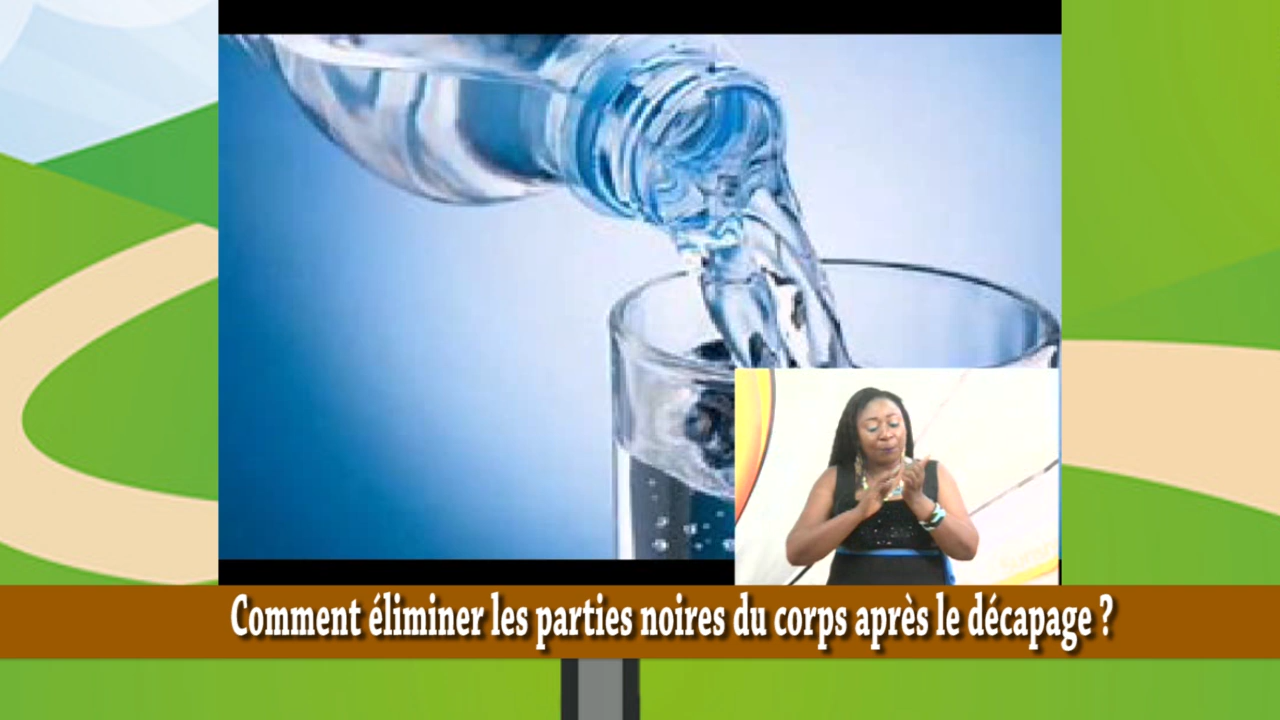 Comment éliminer les parties noires du corps après le décapage ?